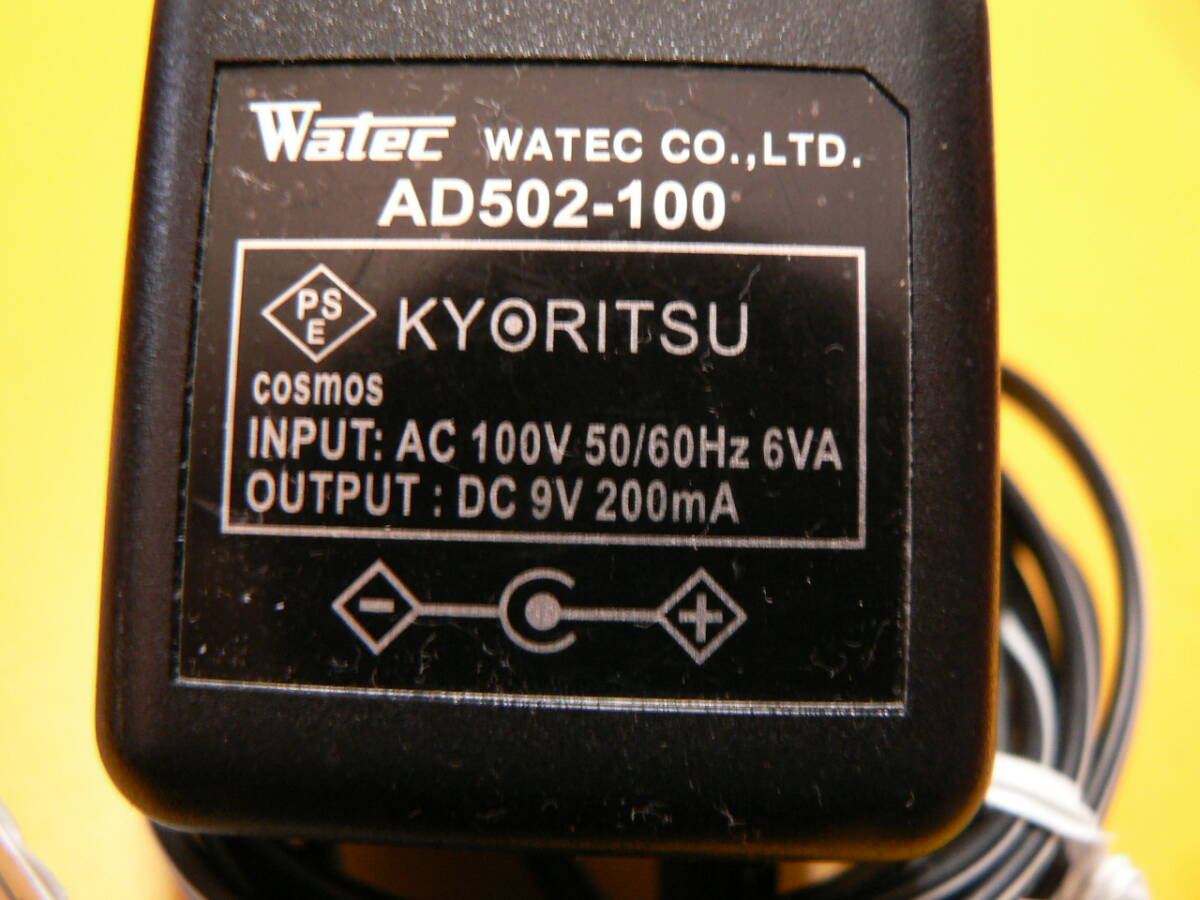 Watec WATEC CO.,LTD.
AD502-100
PS
E
KYORITSU
cosmos
INPUT: AC 100V 50/60Hz 6VA
OUTPUT : DC 9V 200mA
- +